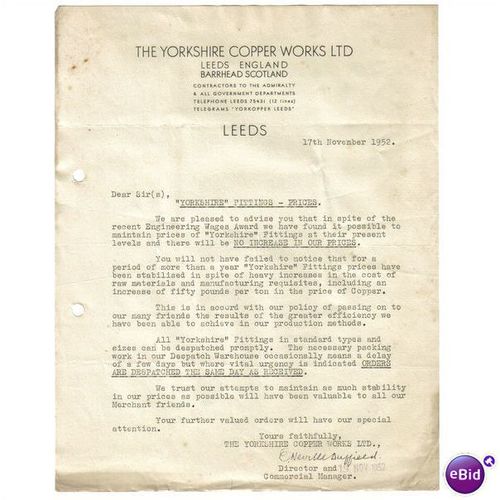 THE YORKSHIRE COPPER WORKS LTD
LEEDS ENGLAND
BARRHEAD SCOTLAND
CONTRACTORS TO THE ADMIRALTY
& ALL GOVERNMENT DEPARTMENTS
TELEPHONE LEEDS 75431 (12 lines)
TELEGRAMS "YORKOPPER LEEDS"
LEEDS
17th November 1952.
Dear Sir(s),
"YORKSHIRE" FITTINGS - PRICES.
We are pleased to advise you that in spite of the
recent Engineering Wages Award we have found it possible to
maintain prices of "Yorkshire" Fittings at their present
levels and there will be NO INCREASE IN OUR PRICES.
You will not have failed to notice that for a
period of more than a year "Yorkshire" Fittings prices have
been stabilised in spite of heavy increases in the cost of
raw materials and manufacturing requisites, including an
increase of fifty pounds per ton in the price of Copper.
This is in accord with our policy of passing on to
our many friends the results of the greater efficiency we
have been able to achieve in our production methods.
All "Yorkshire" Fittings in standard types and
sizes can be despatched promptly. The necessary packing
work in our Despatch Warehouse occasionally means a delay
of a few days but where vital urgency is indicated ORDERS
ARE DESPATCHED THE SAME DAY AS RECEIVED.
We trust our attempts to maintain as much stability
in our prices as possible will have been valuable to all our
Merchant friends.
Your further valued orders will have our special
attention.
Yours faithfully,
THE YORKSHIRE COPPER WORKS LTD.,
Neville
Director and NOV 1952
Commercial Manager.
eBid